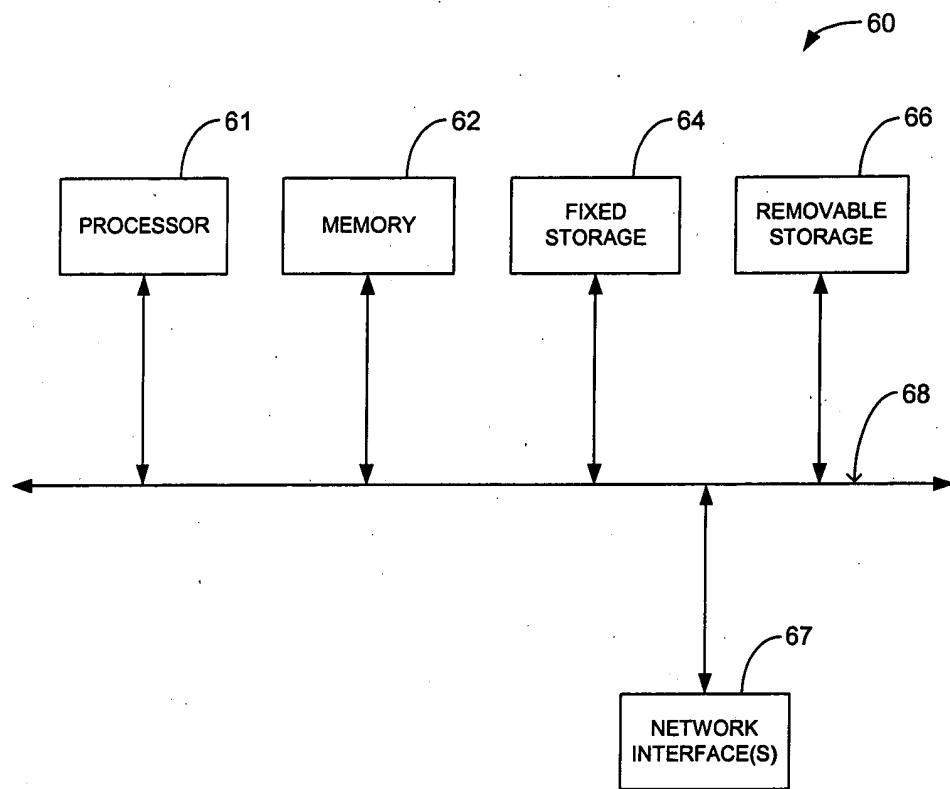 60
61
62
64
66
PROCESSOR
MEMORY
FIXED
STORAGE
REMOVABLE
STORAGE
68
67
NETWORK
INTERFACE(S)